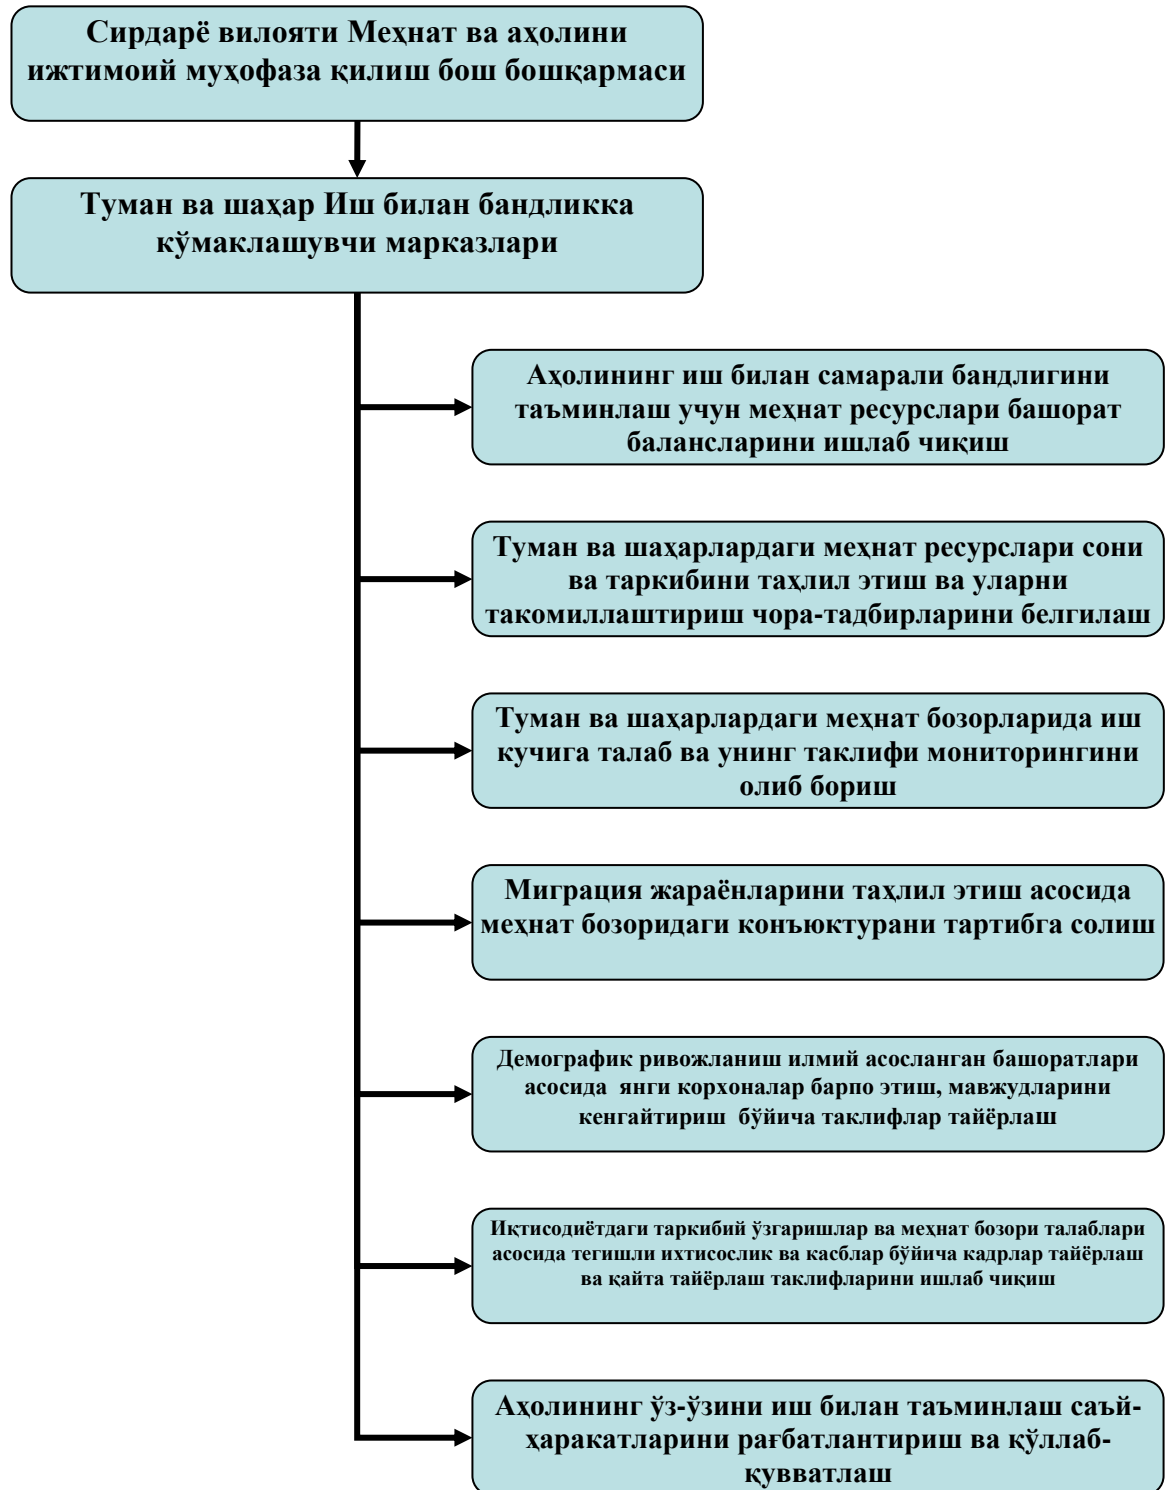 Сирдарё вилояти Меҳнат ва аҳолини
ижтимоий муҳофаза қилиш бош бошқармаси
Туман ва шаҳар Иш билан бандликка
кўмаклашувчи марказлари
Аҳолининг иш билан самарали бандлигини
таъминлаш учун меҳнат ресурслари башорат
балансларини ишлаб чиқиш
Туман ва шаҳарлардаги меҳнат ресурслари сони
ва таркибини таҳлил этиш ва уларни
такомиллаштириш чора-тадбирларини белгилаш
Туман ва шаҳарлардаги меҳнат бозорларида иш
кучига талаб ва унинг таклифи мониторингини
олиб бориш
Миграция жараёнларини таҳлил этиш асосида
меҳнат бозоридаги конъюктурани тартибга солиш
Демографик ривожланиш илмий асосланган башоратлари
асосида янги корхоналар барпо этиш, мавжудларини
кенгайтириш бўйича таклифлар тайёрлаш
Иқтисодиётдаги таркибий ўзгаришлар ва меҳнат бозори талаблари
асосида тегишли ихтисослик ва касблар бўйича кадрлар тайёрлаш
ва қайта тайёрлаш таклифларини ишлаб чиқиш
Аҳолининг ўз-ўзини иш билан таъминлаш саъй-
ҳаракатларини рағбатлантириш ва қўллаб-
қувватлаш